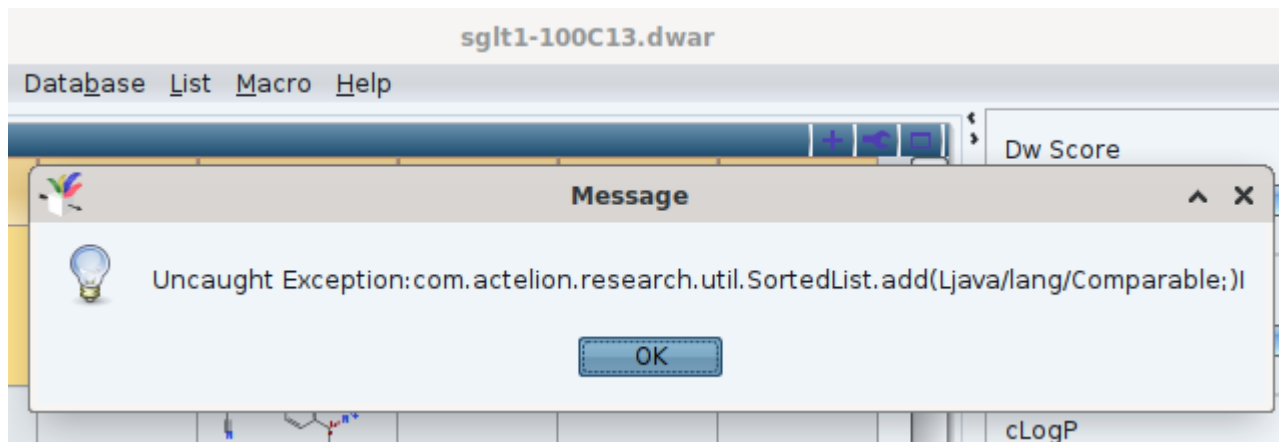 sglt1-100C13.dwar
Database List Macro Help
Dw Score
Message
Uncaught Exception:com.actelion.research.util.SortedList.add(Ljava/lang/Comparable;)I
OK
cLogP